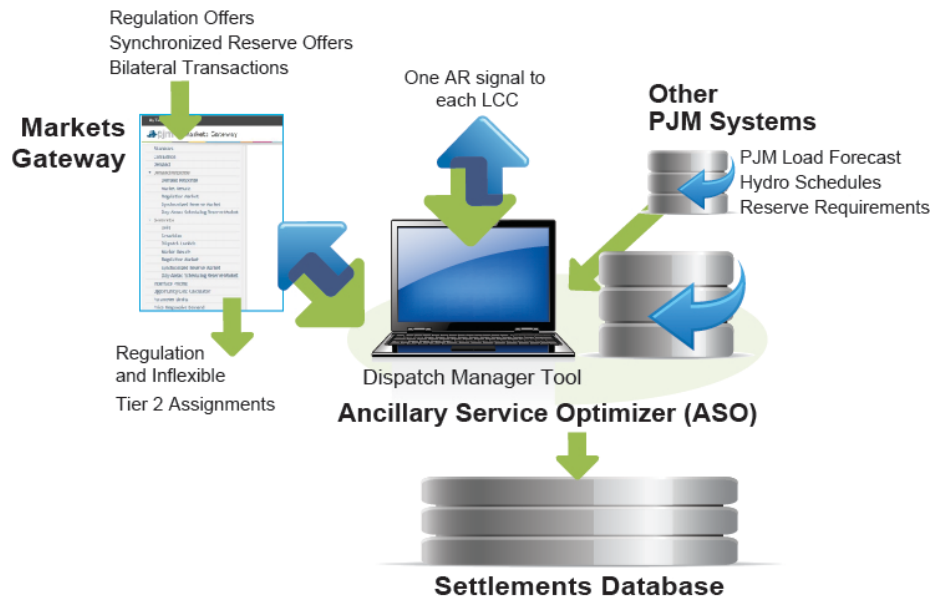 Regulation Offers
Synchronized Reserve Offers
Bilateral Transactions
Markets
Gateway
Markets Gateway
One AR signal to
each LCC
Other
PJM Systems
PJM Load Forecast
Hydro Schedules
Reserve Requirements
Regulation
and Inflexible
Tier 2 Assignments
Dispatch Manager Tool
Ancillary Service Optimizer (ASO)
Settlements Database